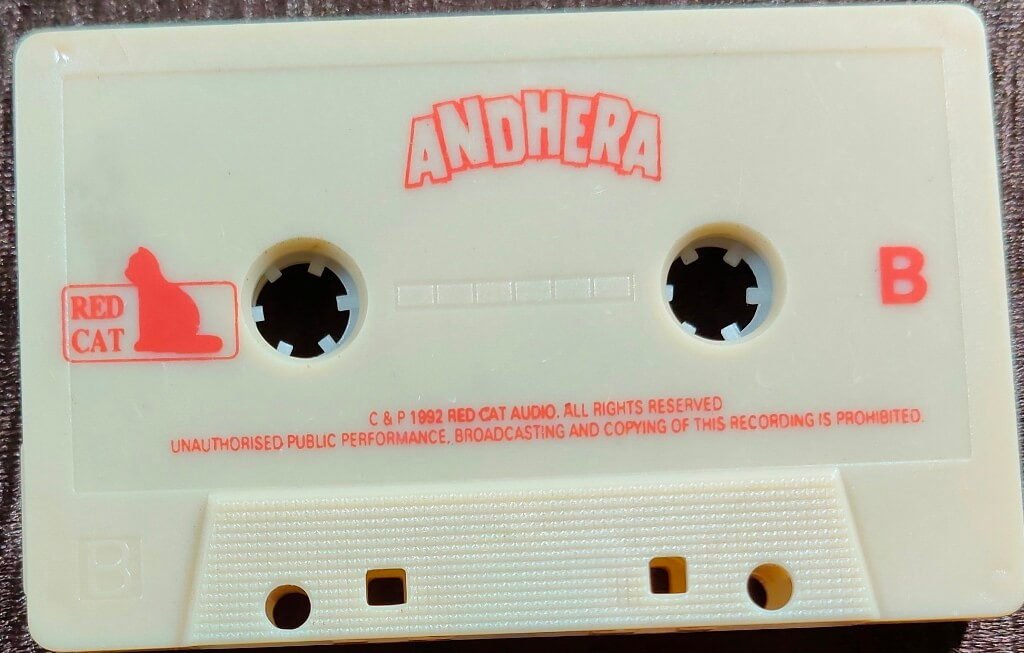 ANDHERA
RED
CAT
B
C & P 1992 RED CAT AUDIO. ALL RIGHTS RESERVED
UNAUTHORISED PUBLIC PERFORMANCE, BROADCASTING AND COPYING OF THIS RECORDING IS PROHIBITED.
B